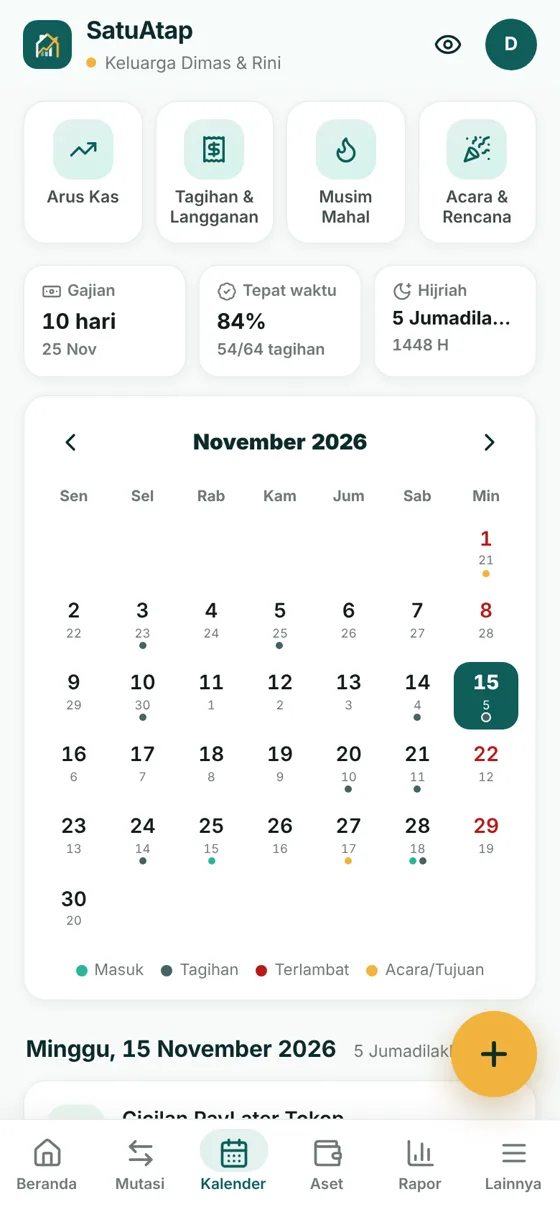 SatuAtap
Keluarga Dimas & Rini
D
Arus Kas
Tagihan &
Langganan
Musim
Mahal
Acara &
Rencana
Gajian
10 hari
25 Nov
Tepat waktu
84%
54/64 tagihan
Hijriah
5 Jumadila...
1448 H
November 2026
Sen Sel Rab Kam Jum Sab Min
1
21
2 3 4 5 6 7 8
22 23 24 25 26 27 28
9 10 11 12 13 14 15
29 30 1 2 3 4 5
16 17 18 19 20 21 22
6 7 8 9 10 11 12
23 24 25 26 27 28 29
13 14 15 16 17 18 19
30
20
Masuk Tagihan Terlambat Acara/Tujuan
Minggu, 15 November 2026 5 Jumadilak
Cicilan PayLater Tokop
Beranda Mutasi Kalender Aset Rapor Lainnya